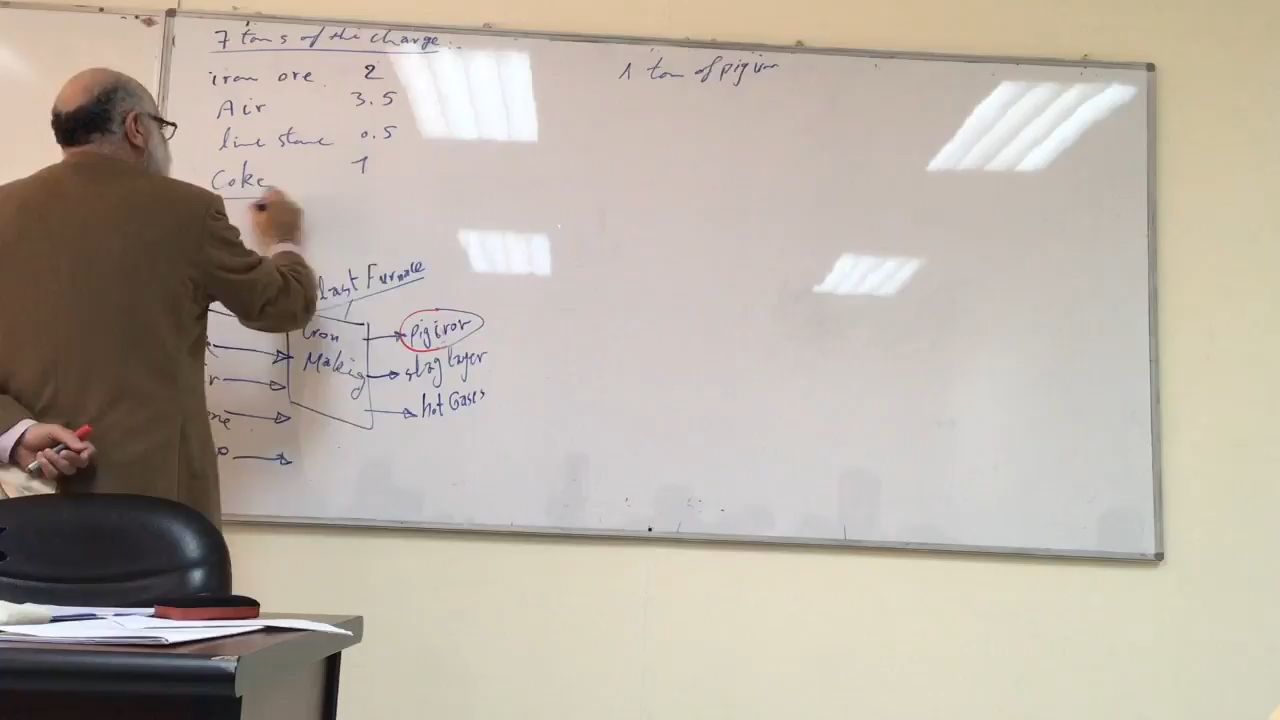 7 tons of the charge..
1 ton of pig iron
iron ore. 2
Air 3.5
lime stone 0.5
Coke 1
Blast Furnace
Iron
Making
pig iron
slag layer
hot Gases